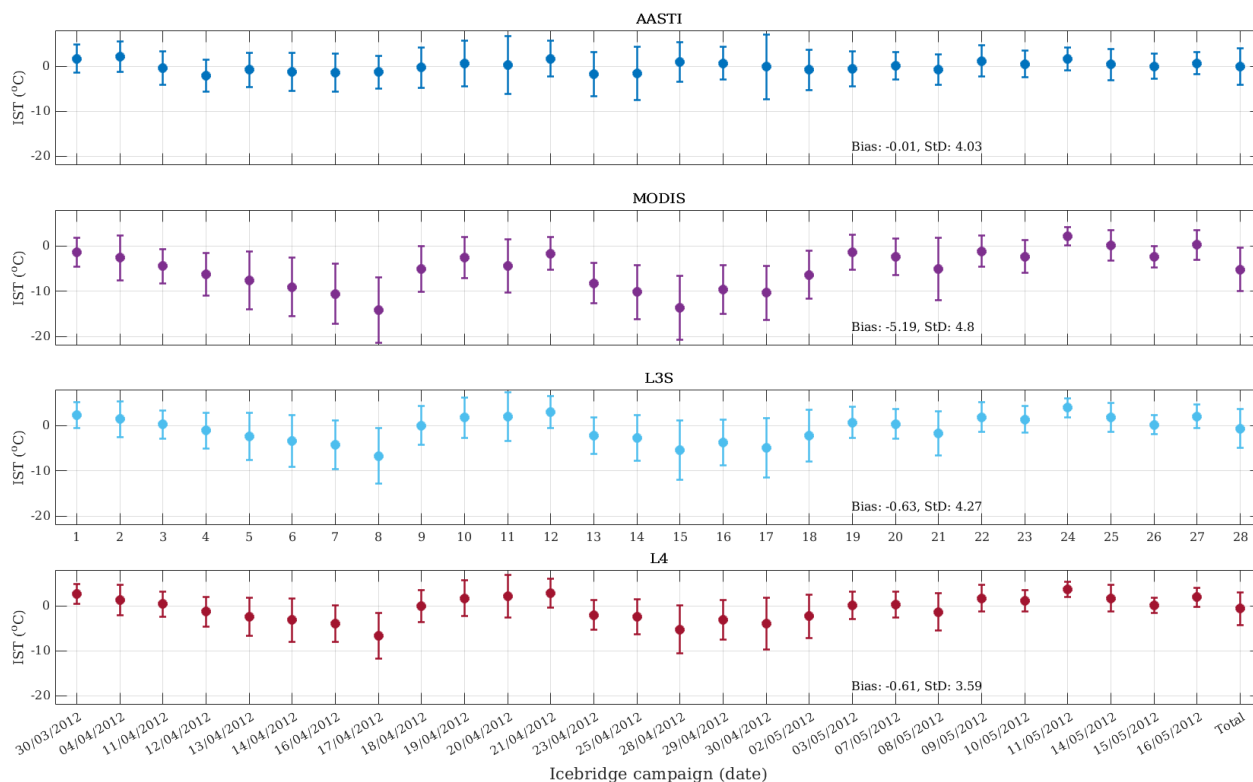 AASTI
0
-10
-20
IST (°C)
Bias: -0.01, StD: 4.03
MODIS
0
-10
-20
IST (°C)
Bias: -5.19, StD: 4.8
L3S
0
-10
-20
IST (°C)
Bias: -0.63, StD: 4.27
1 2 3 4 5 6 7 8 9 10 11 12 13 14 15 16 17 18 19 20 21 22 23 24 25 26 27 28
L4
0
-10
-20
IST (°C)
Bias: -0.61, StD: 3.59
30/03/2012 04/04/2012 11/04/2012 12/04/2012 13/04/2012 14/04/2012 16/04/2012 17/04/2012 18/04/2012 19/04/2012 20/04/2012 21/04/2012 23/04/2012 25/04/2012 28/04/2012 29/04/2012 30/04/2012 02/05/2012 03/05/2012 07/05/2012 08/05/2012 09/05/2012 10/05/2012 11/05/2012 14/05/2012 15/05/2012 16/05/2012 Total
Icebridge campaign (date)